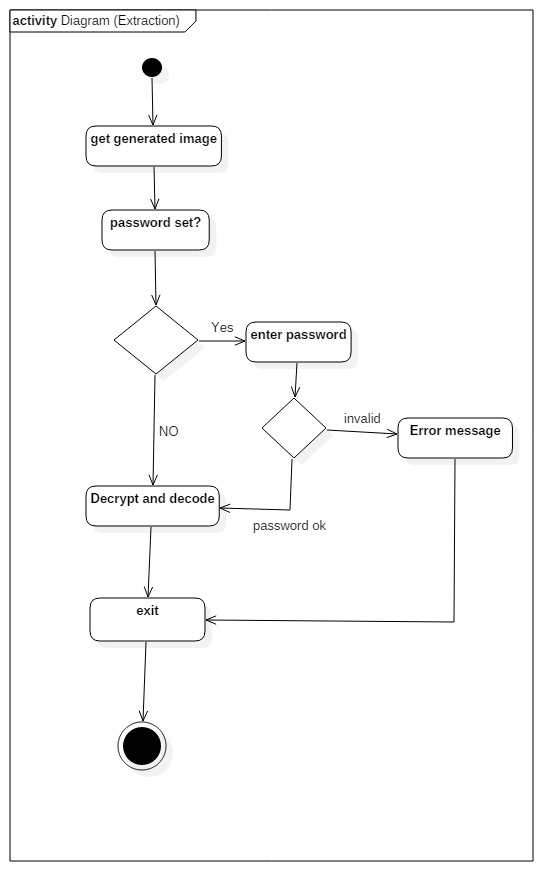 activity Diagram (Extraction)
get generated image
password set?
Yes
enter password
NO
invalid
Error message
Decrypt and decode
password ok
exit